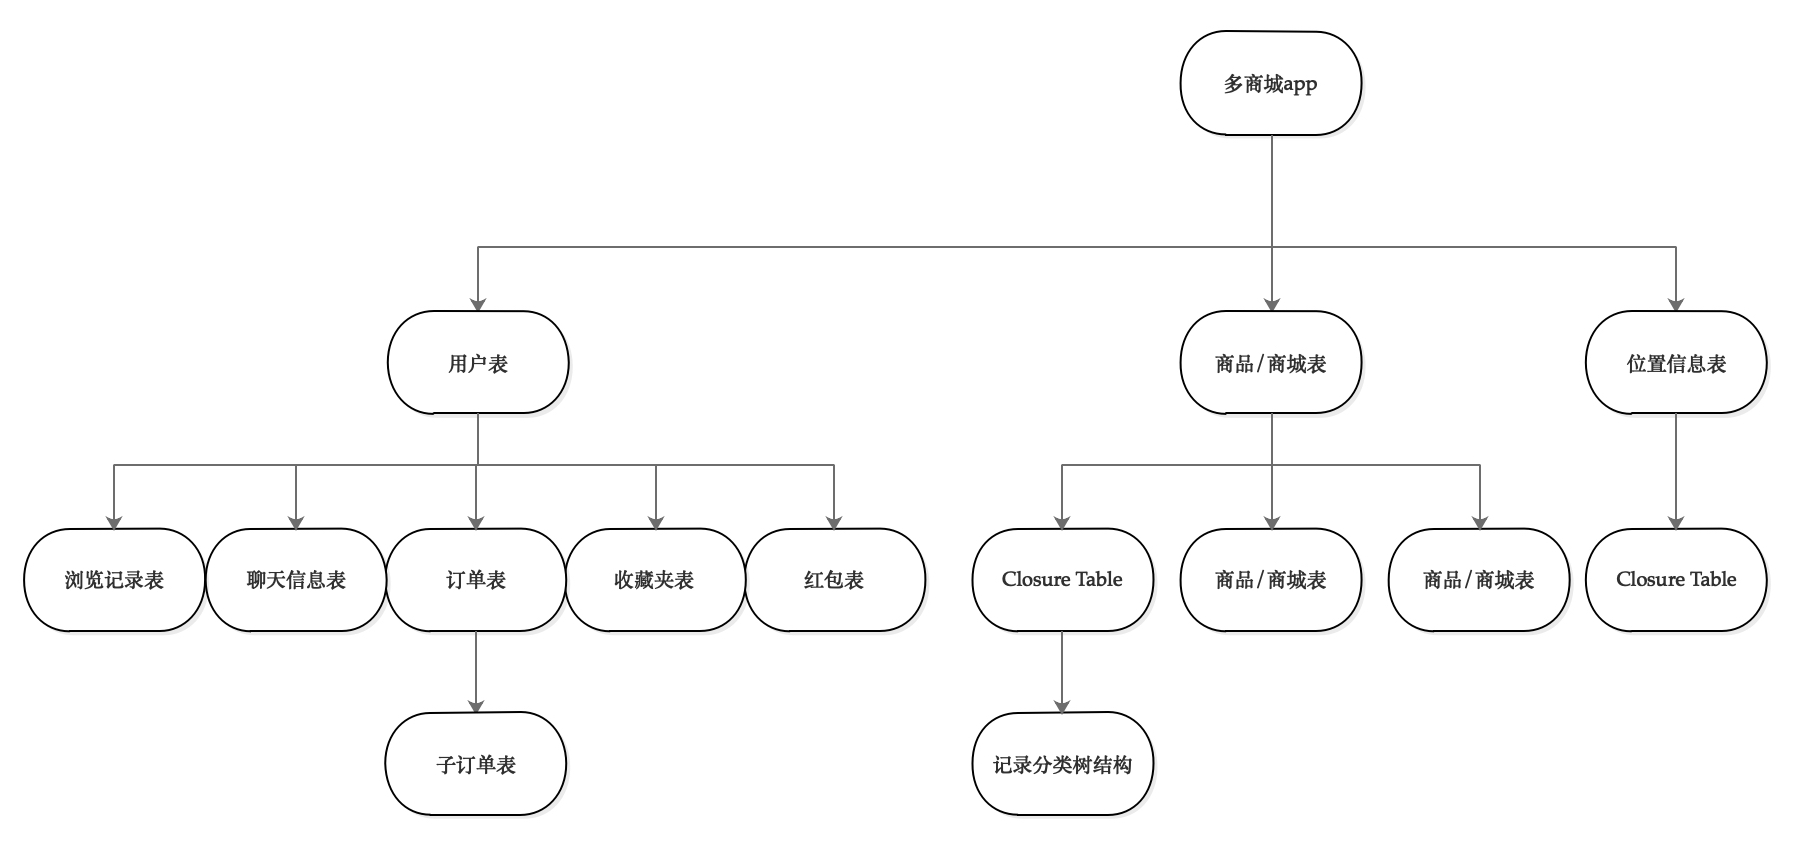 多商城app
用户表
商品/商城表
位置信息表
浏览记录表
聊天信息表
订单表
收藏夹表
红包表
Closure Table
商品/商城表
商品/商城表
Closure Table
子订单表
记录分类树结构